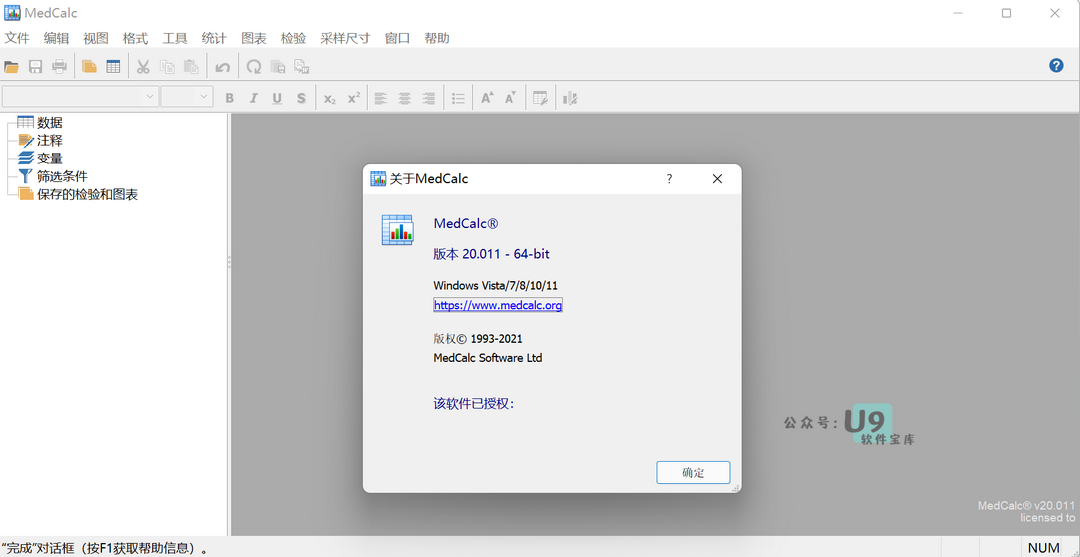 MedCalc
文件 编辑 视图 格式 工具 统计 图表 检验 采样尺寸 窗口 帮助
B I U S x₂ x² A A
数据
注释
变量
筛选条件
保存的检验和图表
关于MedCalc
MedCalc®
版本 20.011 - 64-bit
Windows Vista/7/8/10/11
https://www.medcalc.org
版权© 1993-2021
MedCalc Software Ltd
该软件已授权:
确定
公众号:U9
软件宝库
MedCalc® v20.011
licensed to
“完成”对话框（按F1获取帮助信息）。
NUM